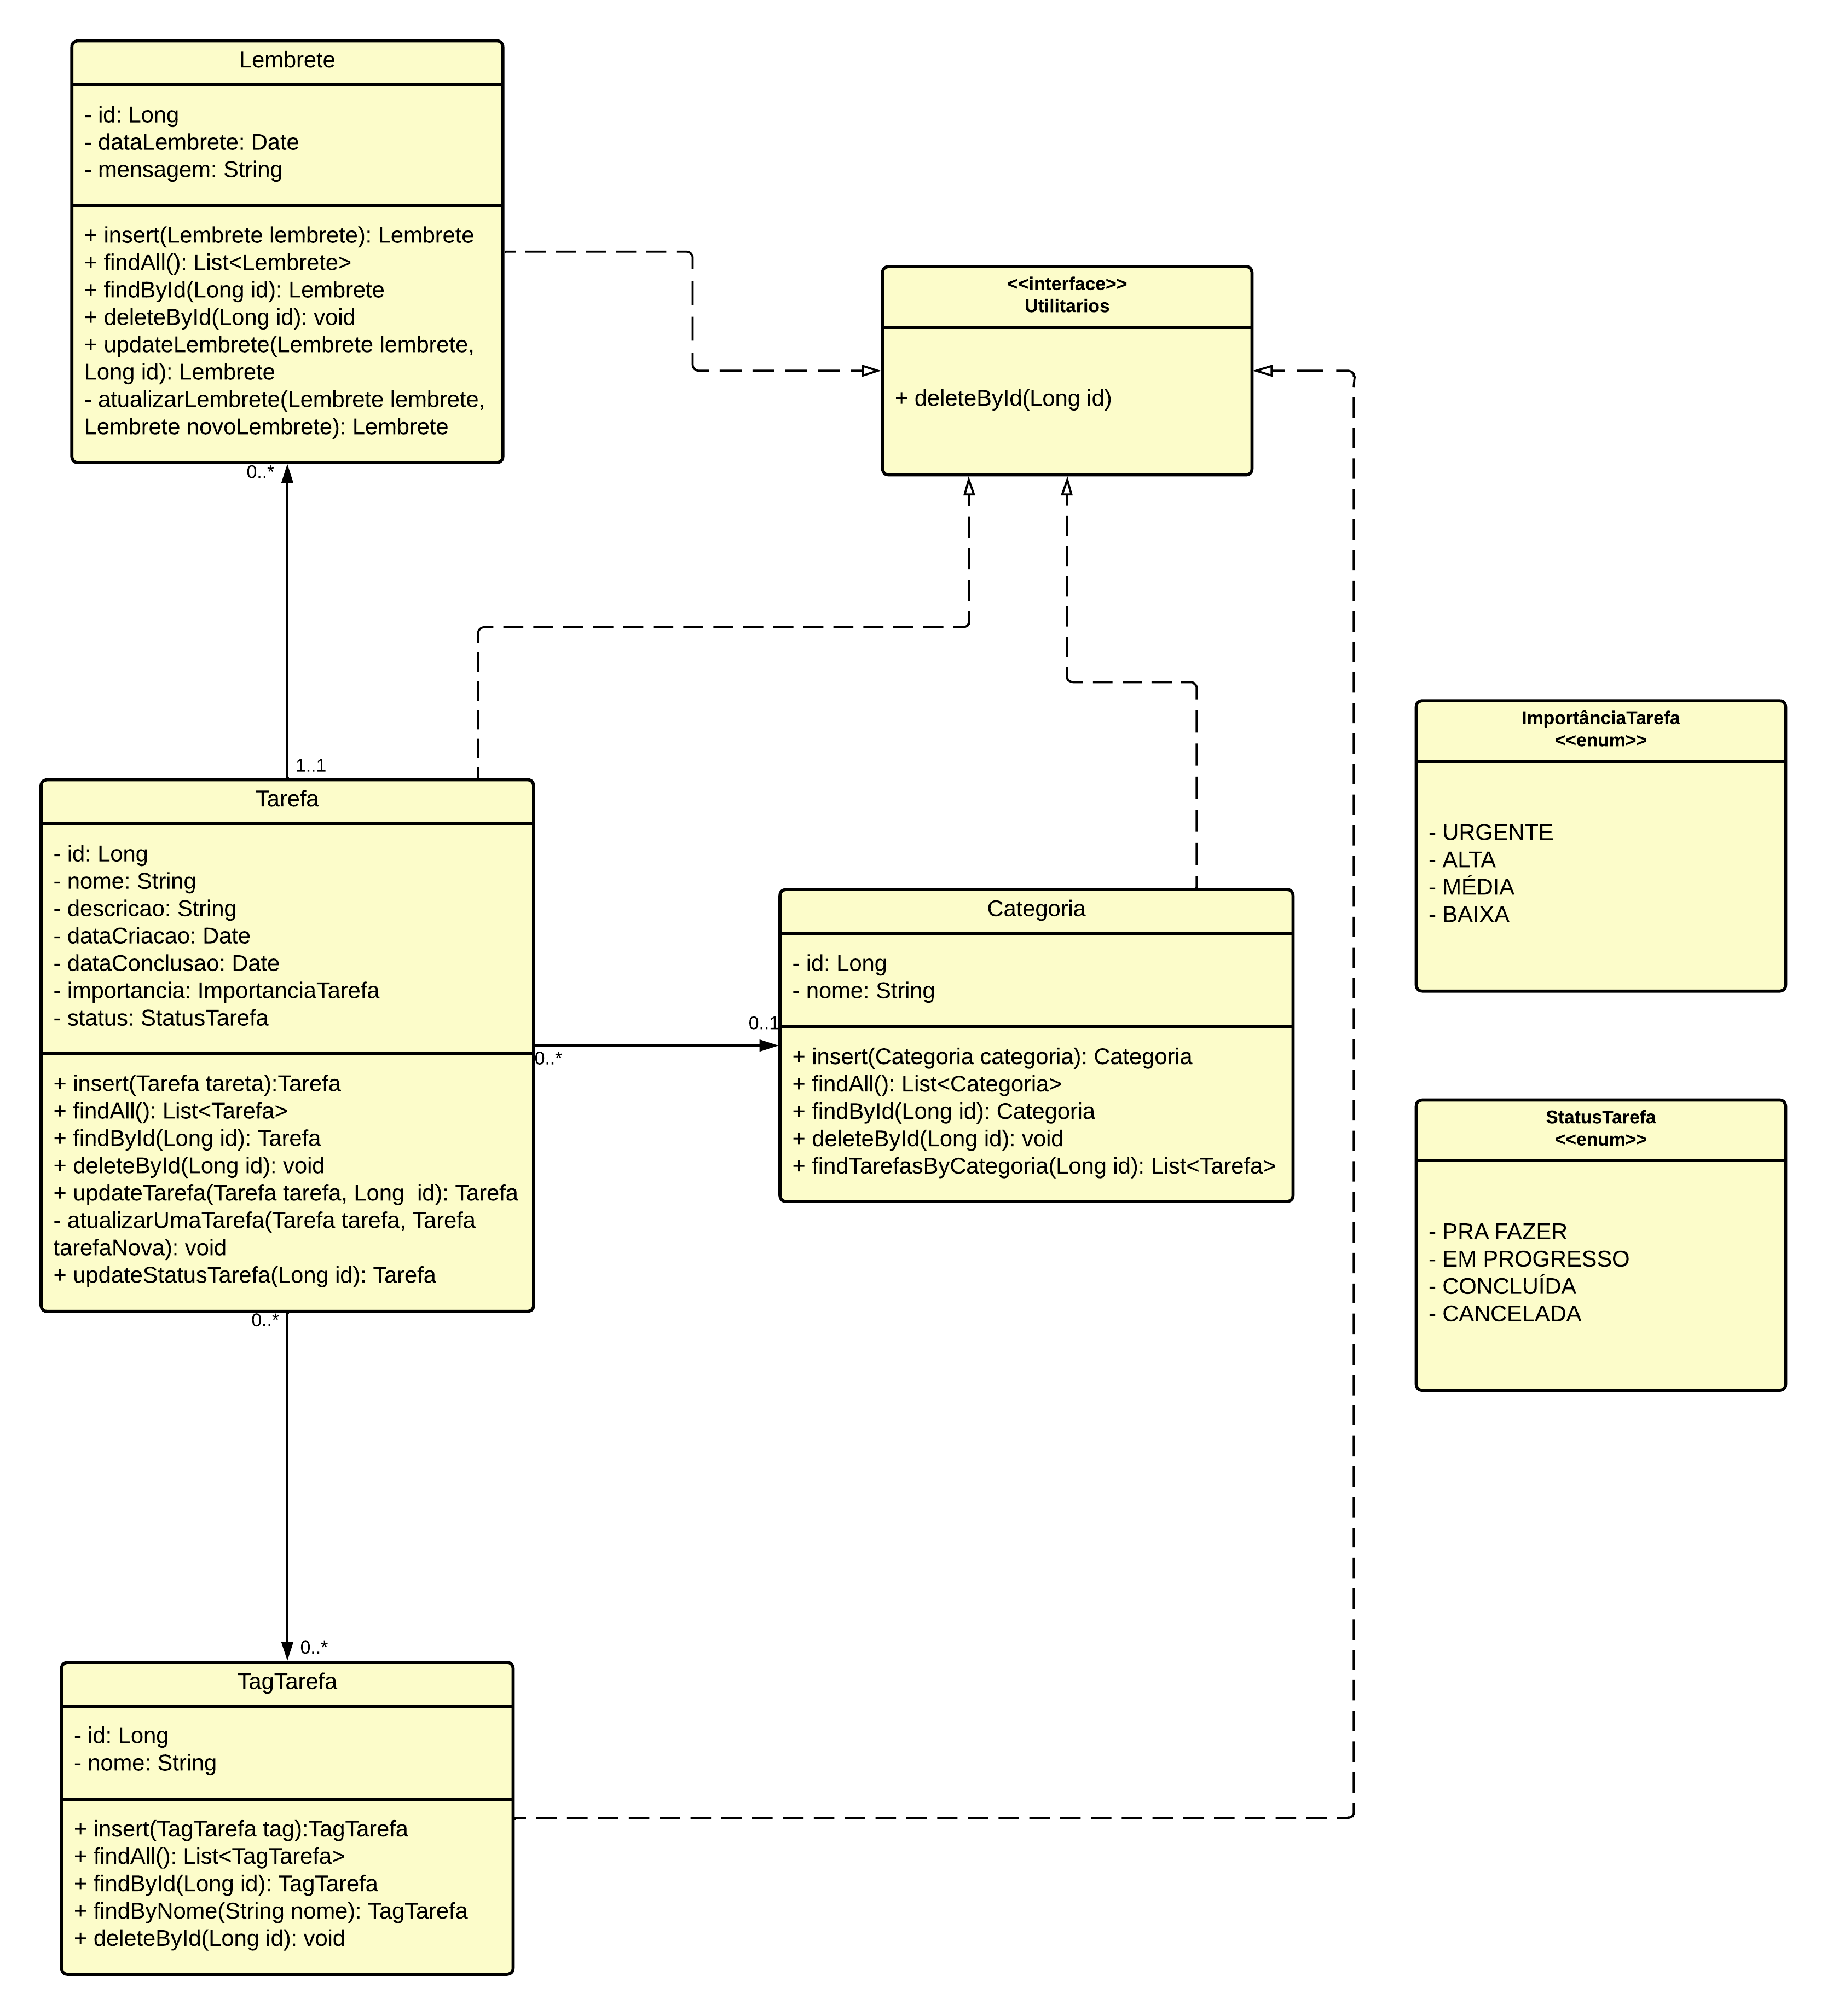 Lembrete
- id: Long
- dataLembrete: Date
- mensagem: String
+ insert(Lembrete lembrete): Lembrete
+ findAll(): List<Lembrete>
+ findById(Long id): Lembrete
+ deleteById(Long id): void
+ updateLembrete(Lembrete lembrete,
Long id): Lembrete
- atualizarLembrete(Lembrete lembrete,
Lembrete novoLembrete): Lembrete
0..*
<<interface>>
Utilitarios
+ deleteById(Long id)
1..1
Tarefa
- id: Long
- nome: String
- descricao: String
- dataCriacao: Date
- dataConclusao: Date
- importancia: ImportanciaTarefa
- status: StatusTarefa
+ insert(Tarefa tareta):Tarefa
+ findAll(): List<Tarefa>
+ findById(Long id): Tarefa
+ deleteById(Long id): void
+ updateTarefa(Tarefa tarefa, Long  id): Tarefa
- atualizarUmaTarefa(Tarefa tarefa, Tarefa
tarefaNova): void
+ updateStatusTarefa(Long id): Tarefa
0..*
0..1
0..*
Categoria
- id: Long
- nome: String
+ insert(Categoria categoria): Categoria
+ findAll(): List<Categoria>
+ findById(Long id): Categoria
+ deleteById(Long id): void
+ findTarefasByCategoria(Long id): List<Tarefa>
ImportânciaTarefa
<<enum>>
- URGENTE
- ALTA
- MÉDIA
- BAIXA
StatusTarefa
<<enum>>
- PRA FAZER
- EM PROGRESSO
- CONCLUÍDA
- CANCELADA
0..*
TagTarefa
- id: Long
- nome: String
+ insert(TagTarefa tag):TagTarefa
+ findAll(): List<TagTarefa>
+ findById(Long id): TagTarefa
+ findByNome(String nome): TagTarefa
+ deleteById(Long id): void